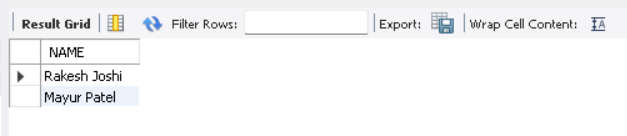 Result Grid Filter Rows: Export: Wrap Cell Content:
NAME
Rakesh Joshi
Mayur Patel